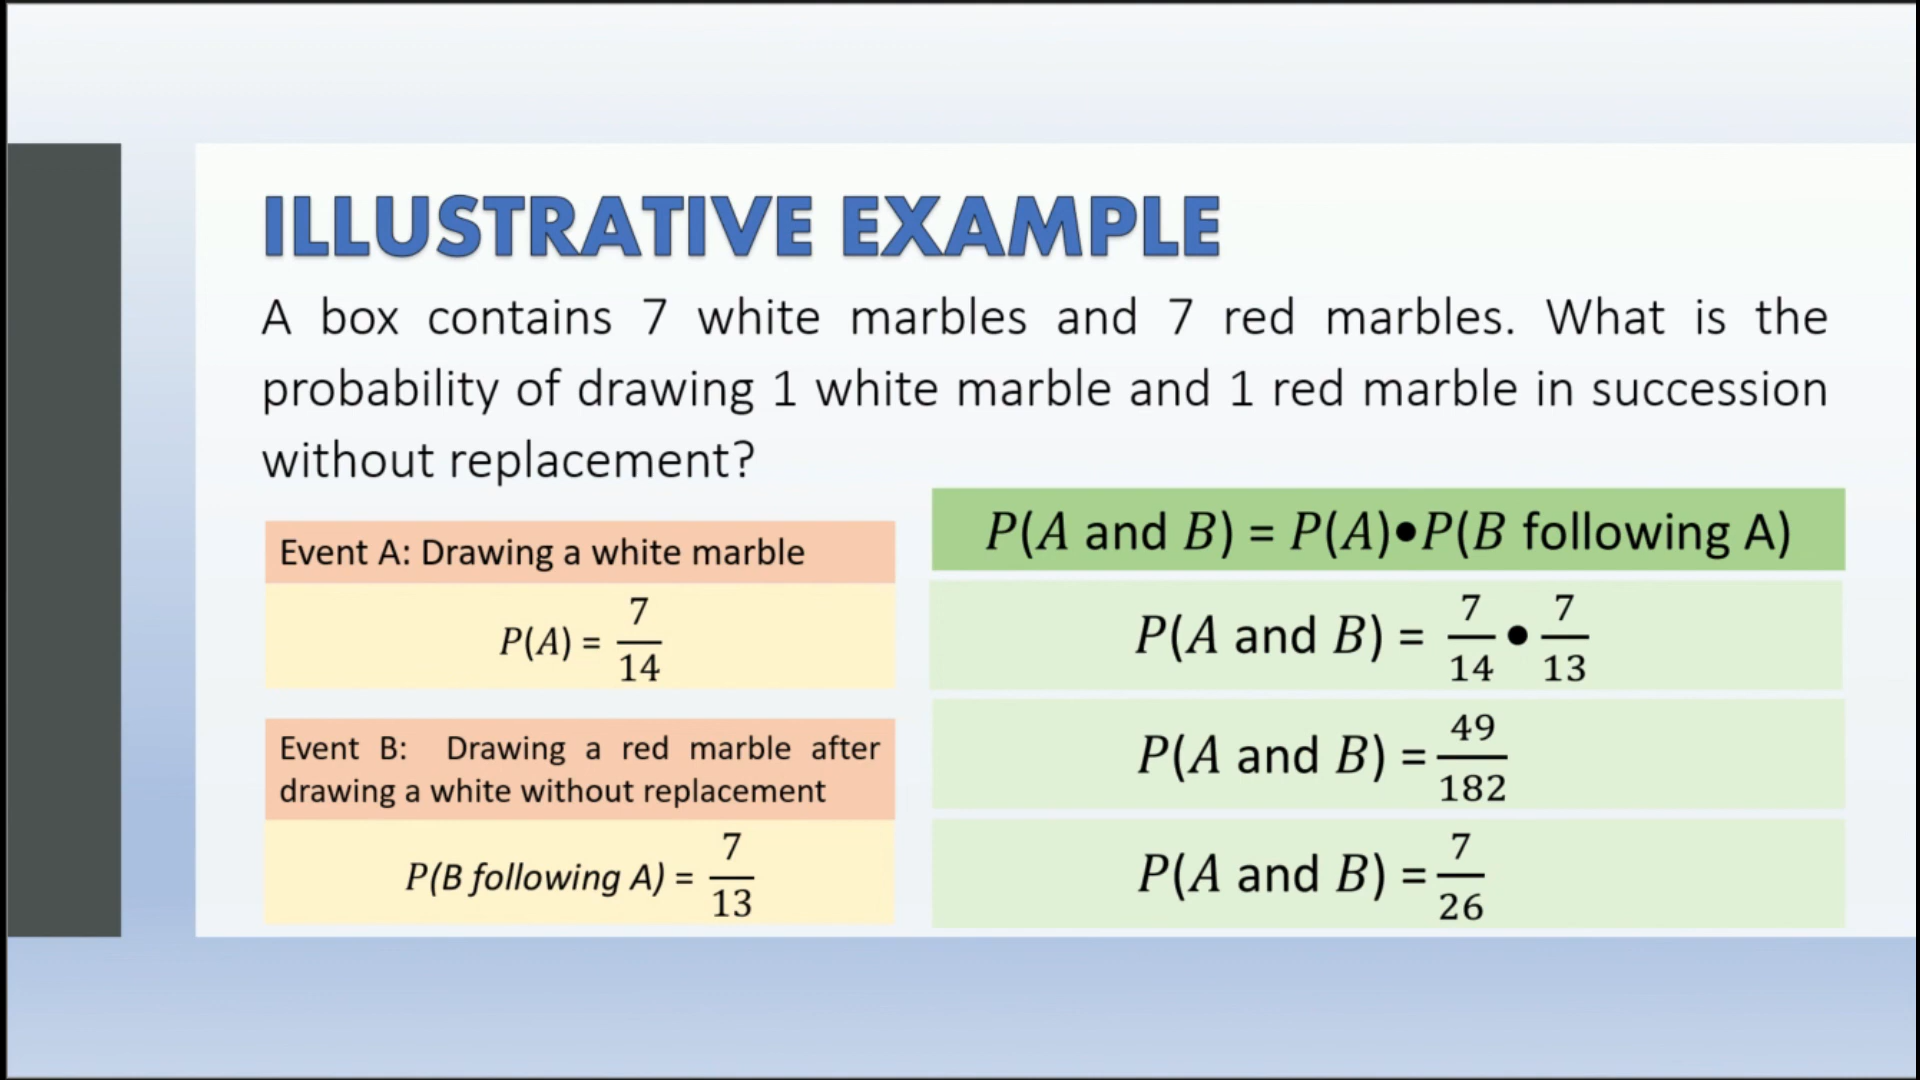 ILLUSTRATIVE EXAMPLE
A box contains 7 white marbles and 7 red marbles. What is the
probability of drawing 1 white marble and 1 red marble in succession
without replacement?
Event A: Drawing a white marble
P(A) = 7/14
Event B: Drawing a red marble after
drawing a white without replacement
P(B following A) = 7/13
P(A and B) = P(A)•P(B following A)
P(A and B) = 7/14 • 7/13
P(A and B) = 49/182
P(A and B) = 7/26